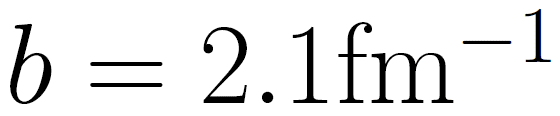 b = 2.1fm⁻¹